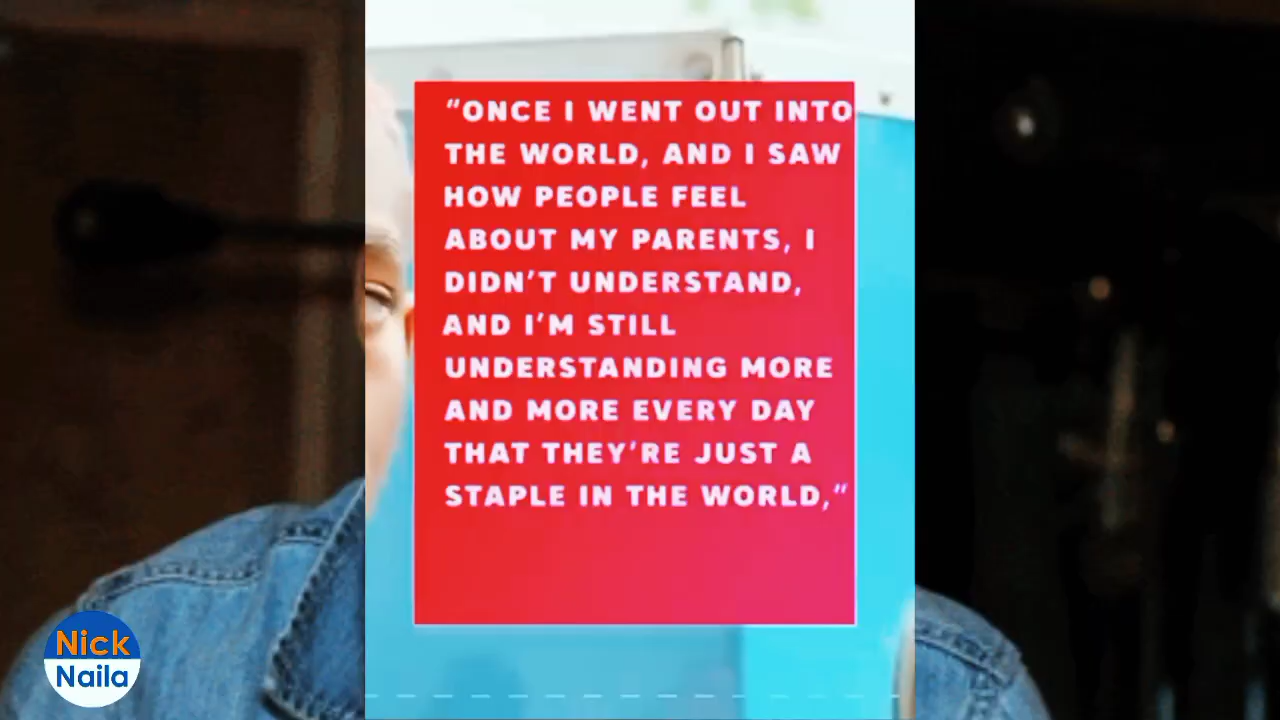 “ONCE I WENT OUT INTO
THE WORLD, AND I SAW
HOW PEOPLE FEEL
ABOUT MY PARENTS, I
DIDN’T UNDERSTAND,
AND I’M STILL
UNDERSTANDING MORE
AND MORE EVERY DAY
THAT THEY’RE JUST A
STAPLE IN THE WORLD,”
Nick
Naila